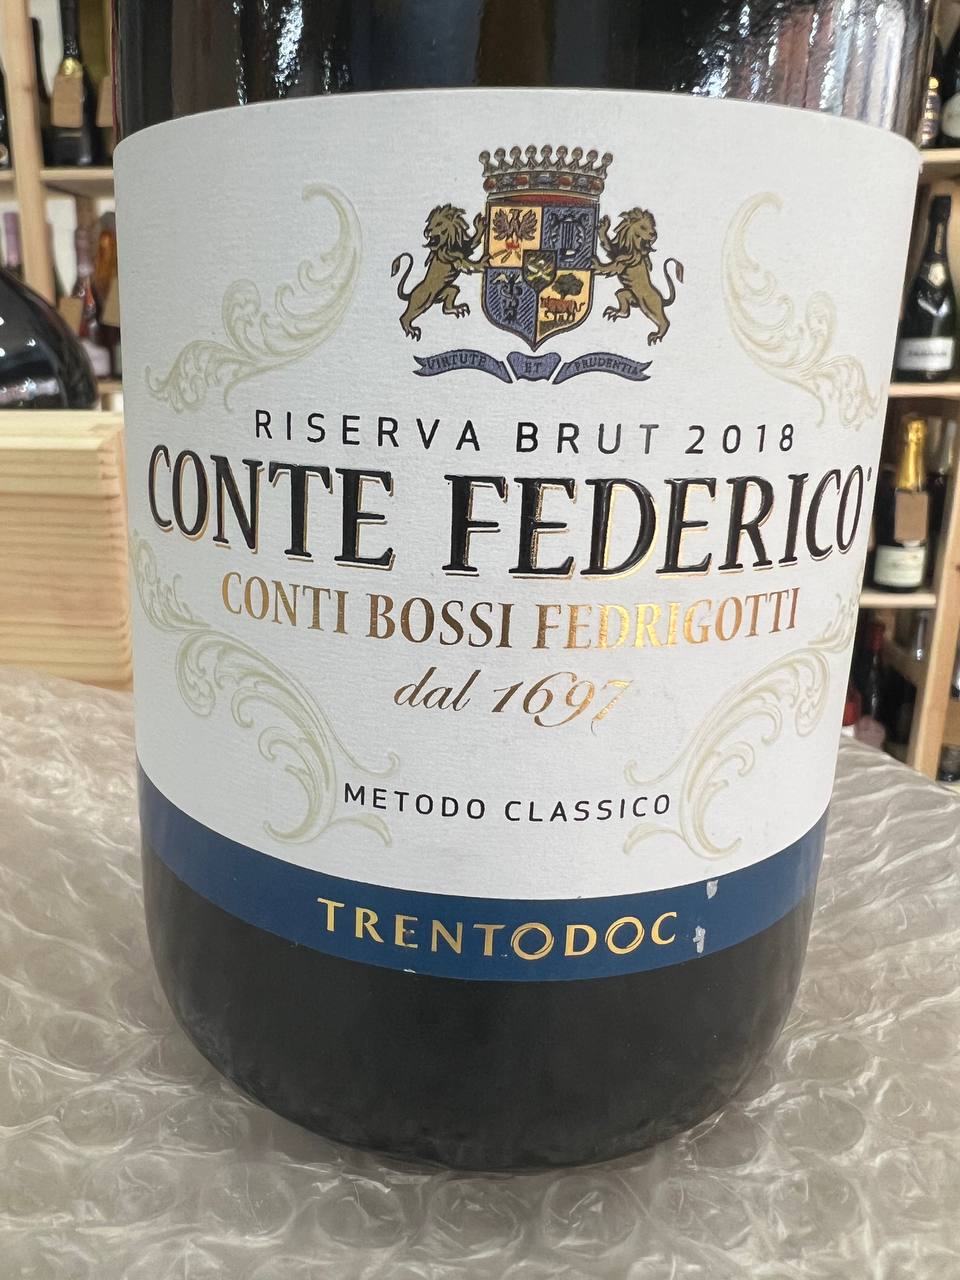 VIRTUTE ET PRUDENTIA
RISERVA BRUT 2018
CONTE FEDERICO
CONTI BOSSI FEDRIGOTTI
dal 1697
METODO CLASSICO
TRENTODOC